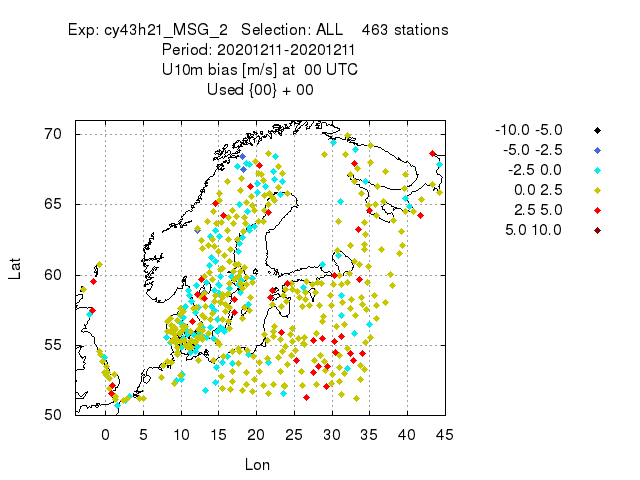 Exp: cy43h21_MSG_2 Selection: ALL 463 stations
Period: 20201211-20201211
U10m bias [m/s] at 00 UTC
Used {00} + 00
-10.0 -5.0
-5.0 -2.5
-2.5 0.0
0.0 2.5
2.5 5.0
5.0 10.0
70
65
60
55
50
Lat
0 5 10 15 20 25 30 35 40 45
Lon